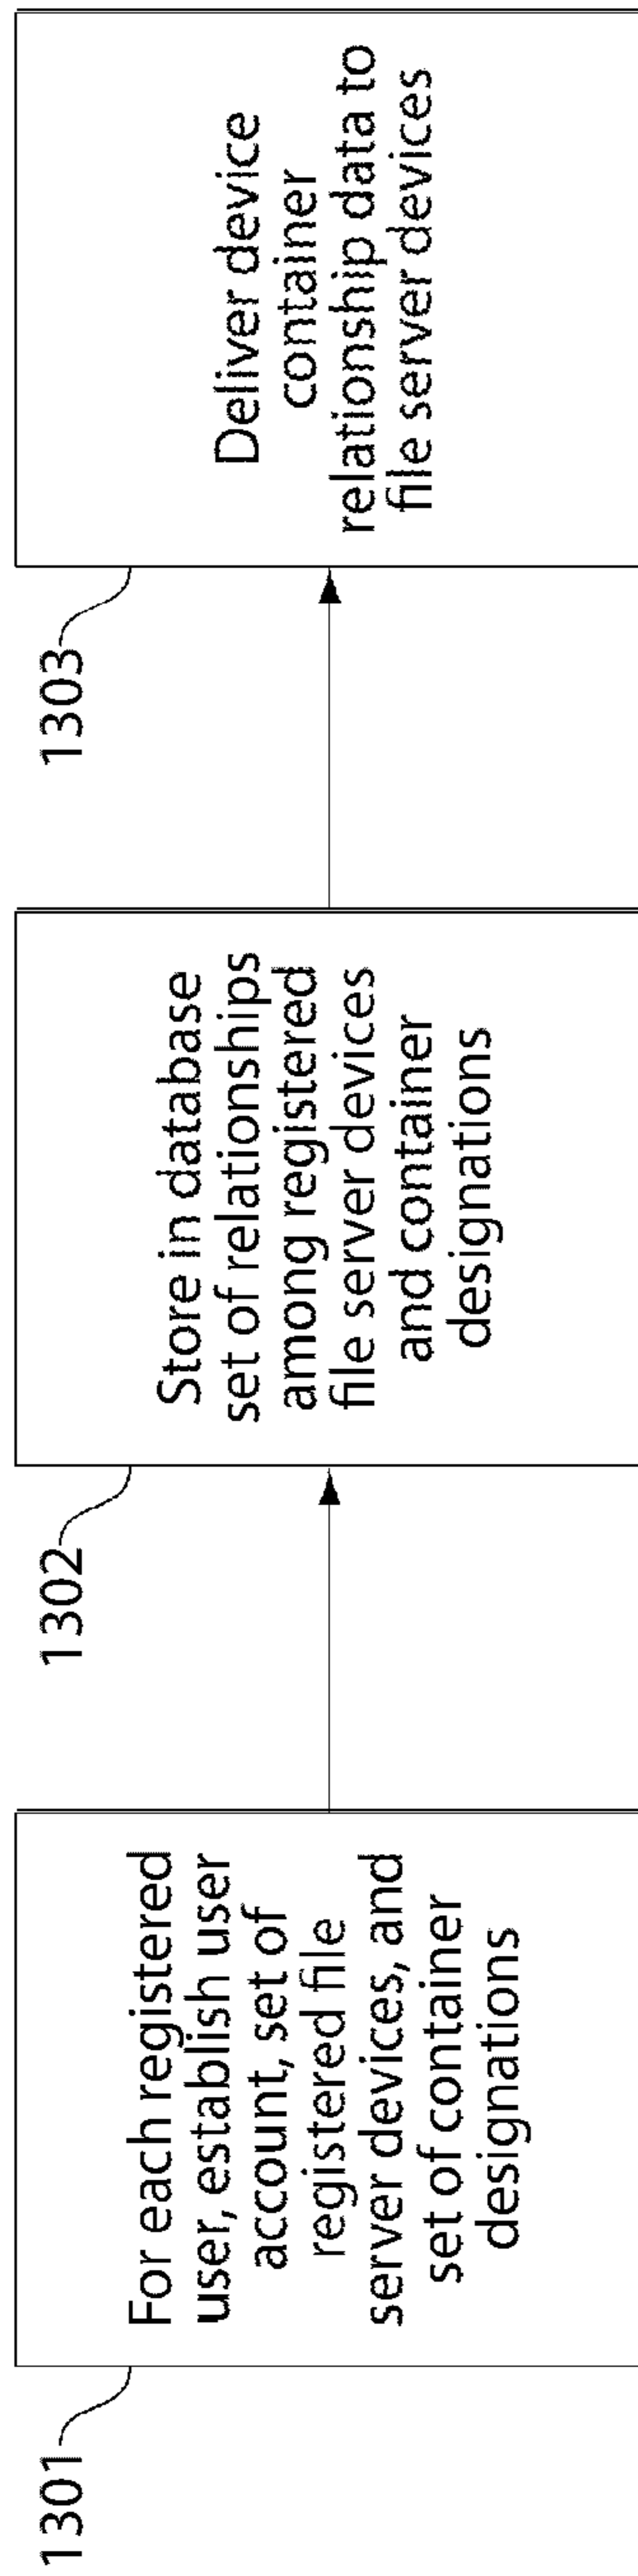 1301
For each registered
user, establish user
account, set of
registered file
server devices, and
set of container
designations
1302
Store in database
set of relationships
among registered
file server devices
and container
designations
1303
Deliver device
container
relationship data to
file server devices